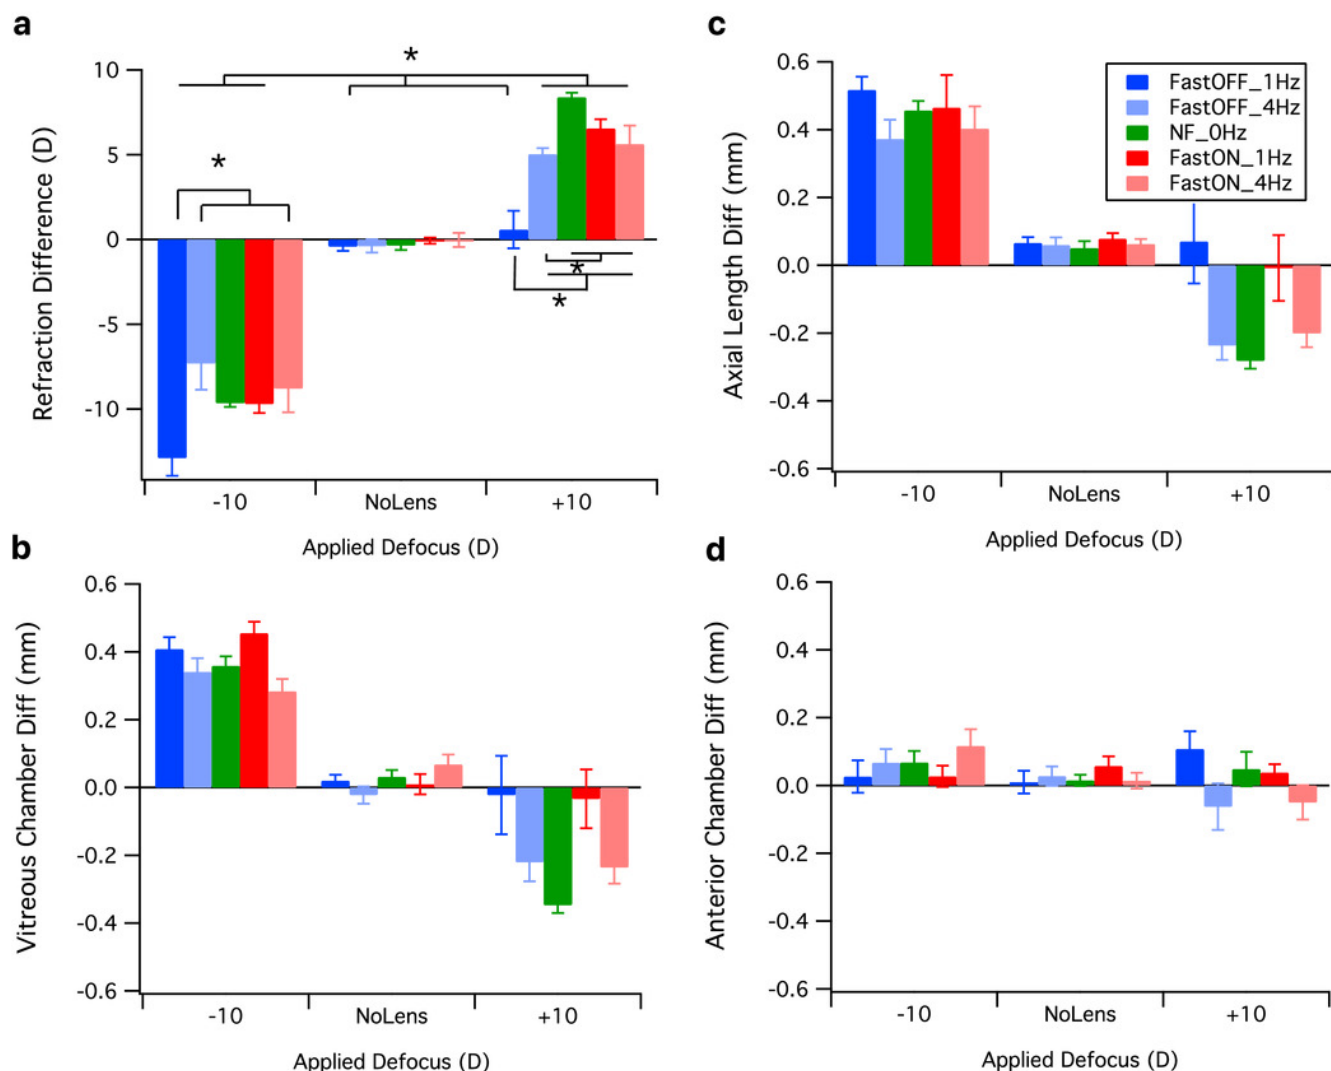 a
*
10
5
0
-5
-10
Refraction Difference (D)
*
*
*
-10 NoLens +10
Applied Defocus (D)
c
0.6
0.4
0.2
0.0
-0.2
-0.4
-0.6
Axial Length Diff (mm)
FastOFF_1Hz
FastOFF_4Hz
NF_0Hz
FastON_1Hz
FastON_4Hz
-10 NoLens +10
Applied Defocus (D)
b
0.6
0.4
0.2
0.0
-0.2
-0.4
-0.6
Vitreous Chamber Diff (mm)
-10 NoLens +10
Applied Defocus (D)
d
0.6
0.4
0.2
0.0
-0.2
-0.4
-0.6
Anterior Chamber Diff (mm)
-10 NoLens +10
Applied Defocus (D)